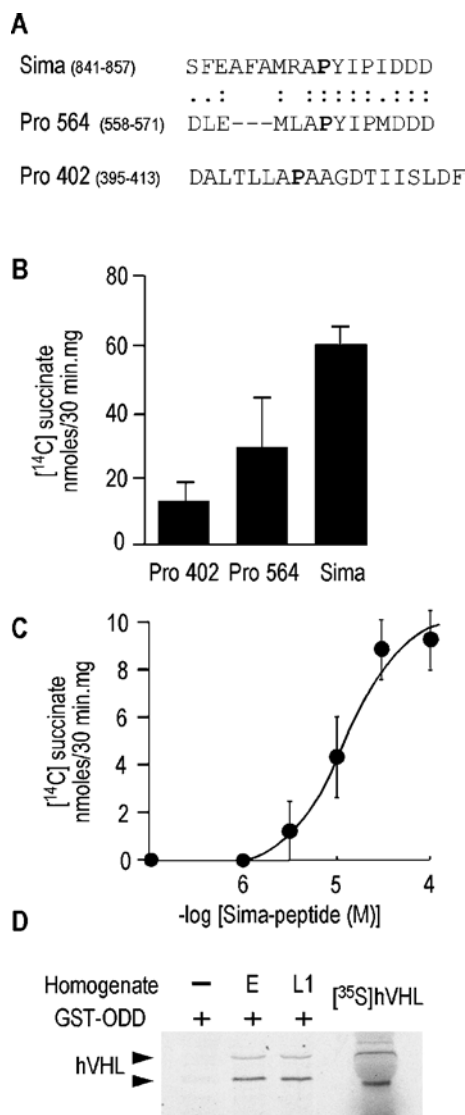 A
Sima (841-857) SFEAFAMRAPYIPIDDD
..: : :::::.:::
Pro 564 (558-571) DLE---MLAPYIPMDDD
Pro 402 (395-413) DALTLLAPAAGDTIISLDF
B
[14C] succinate
nmoles/30 min.mg
80
60
40
20
0
Pro 402 Pro 564 Sima
C
[14C] succinate
nmoles/30 min.mg
10
8
6
4
2
0
6 5 4
-log [Sima-peptide (M)]
D
Homogenate – E L1 [35S]hVHL
GST-ODD + + +
hVHL